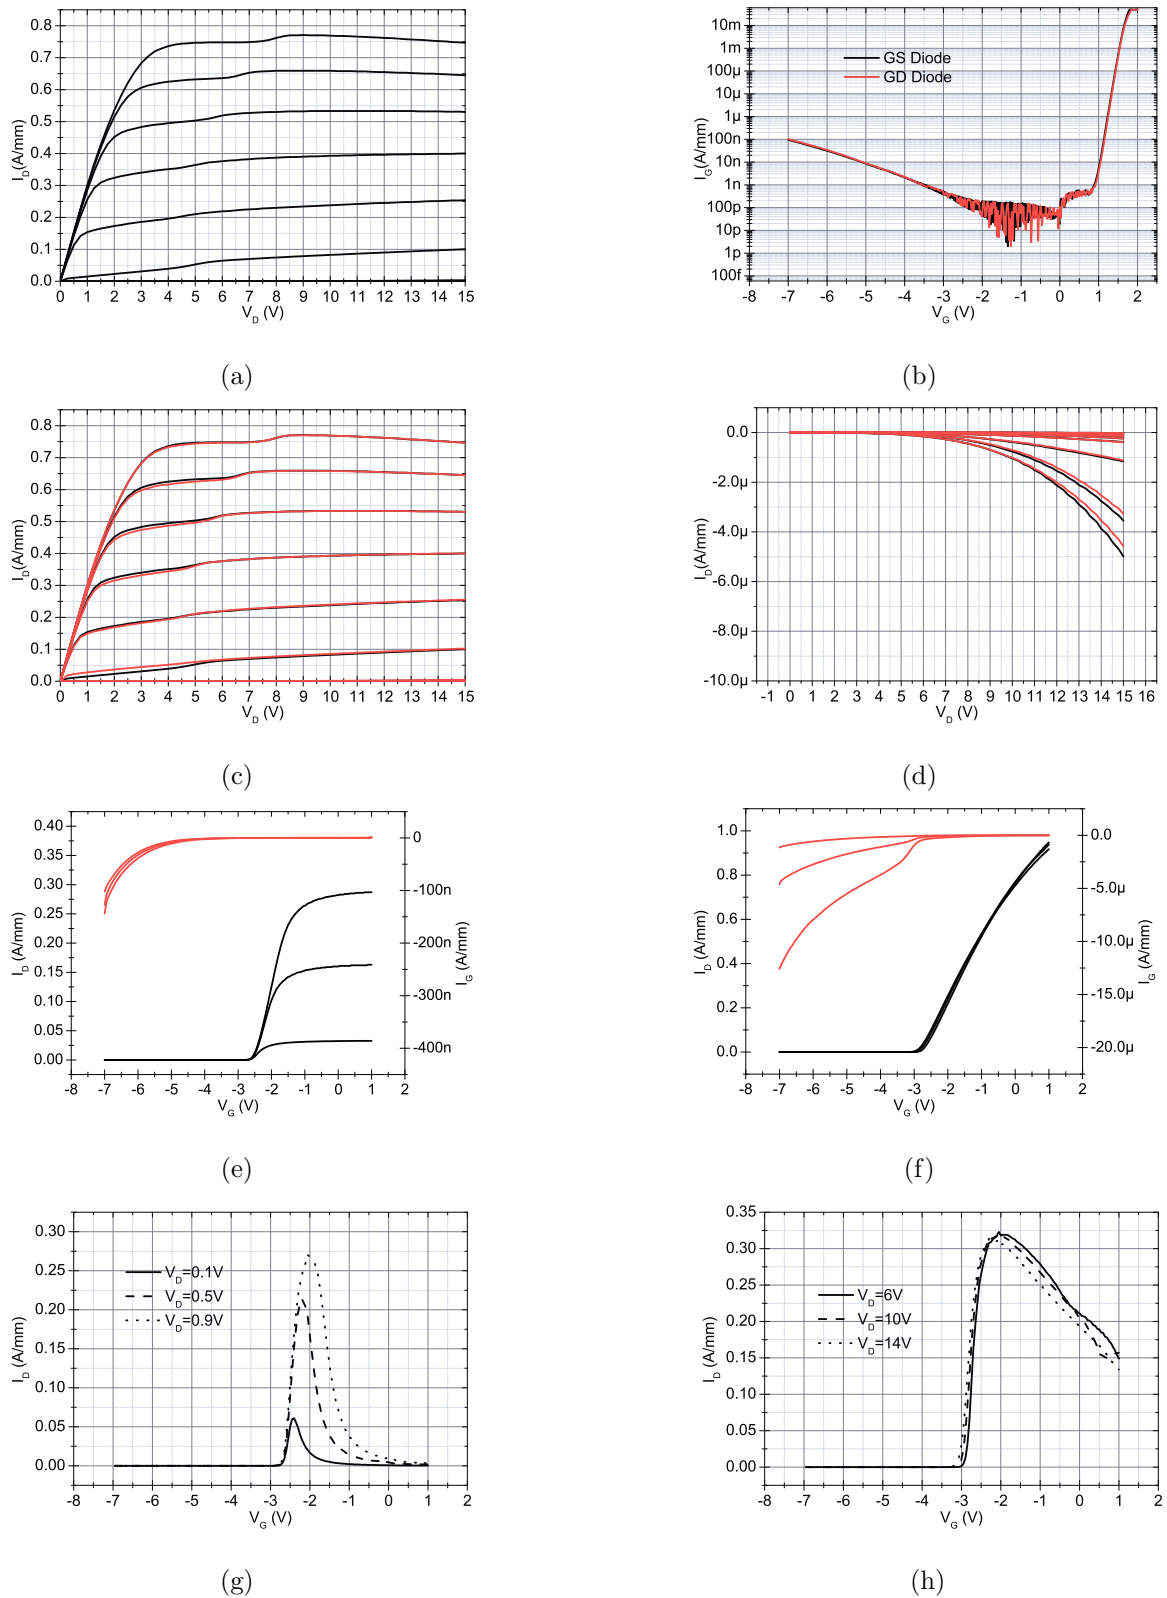 0.8
0.7
0.6
0.5
0.4
0.3
0.2
0.1
0.0
I_D(A/mm)
0 1 2 3 4 5 6 7 8 9 10 11 12 13 14 15
V_D (V)
(a)
10m
1m
100µ
10µ
1µ
100n
10n
1n
100p
10p
1p
100f
I_G(A/mm)
GS Diode
GD Diode
-8 -7 -6 -5 -4 -3 -2 -1 0 1 2
V_G (V)
(b)
0.8
0.7
0.6
0.5
0.4
0.3
0.2
0.1
0.0
I_D(A/mm)
0 1 2 3 4 5 6 7 8 9 10 11 12 13 14 15
V_D (V)
(c)
0.0
-2.0µ
-4.0µ
-6.0µ
-8.0µ
-10.0µ
I_D(A/mm)
-1 0 1 2 3 4 5 6 7 8 9 10 11 12 13 14 15 16
V_D (V)
(d)
0.40
0.35
0.30
0.25
0.20
0.15
0.10
0.05
0.00
I_D (A/mm)
0
-100n
-200n
-300n
-400n
I_G (A/mm)
-8 -7 -6 -5 -4 -3 -2 -1 0 1 2
V_G (V)
(e)
1.0
0.8
0.6
0.4
0.2
0.0
I_D (A/mm)
0.0
-5.0µ
-10.0µ
-15.0µ
-20.0µ
I_G (A/mm)
-8 -7 -6 -5 -4 -3 -2 -1 0 1 2
V_G (V)
(f)
0.30
0.25
0.20
0.15
0.10
0.05
0.00
I_D (A/mm)
V_D=0.1V
V_D=0.5V
V_D=0.9V
-8 -7 -6 -5 -4 -3 -2 -1 0 1 2
V_G (V)
(g)
0.35
0.30
0.25
0.20
0.15
0.10
0.05
0.00
I_D (A/mm)
V_D=6V
V_D=10V
V_D=14V
-8 -7 -6 -5 -4 -3 -2 -1 0 1 2
V_G (V)
(h)